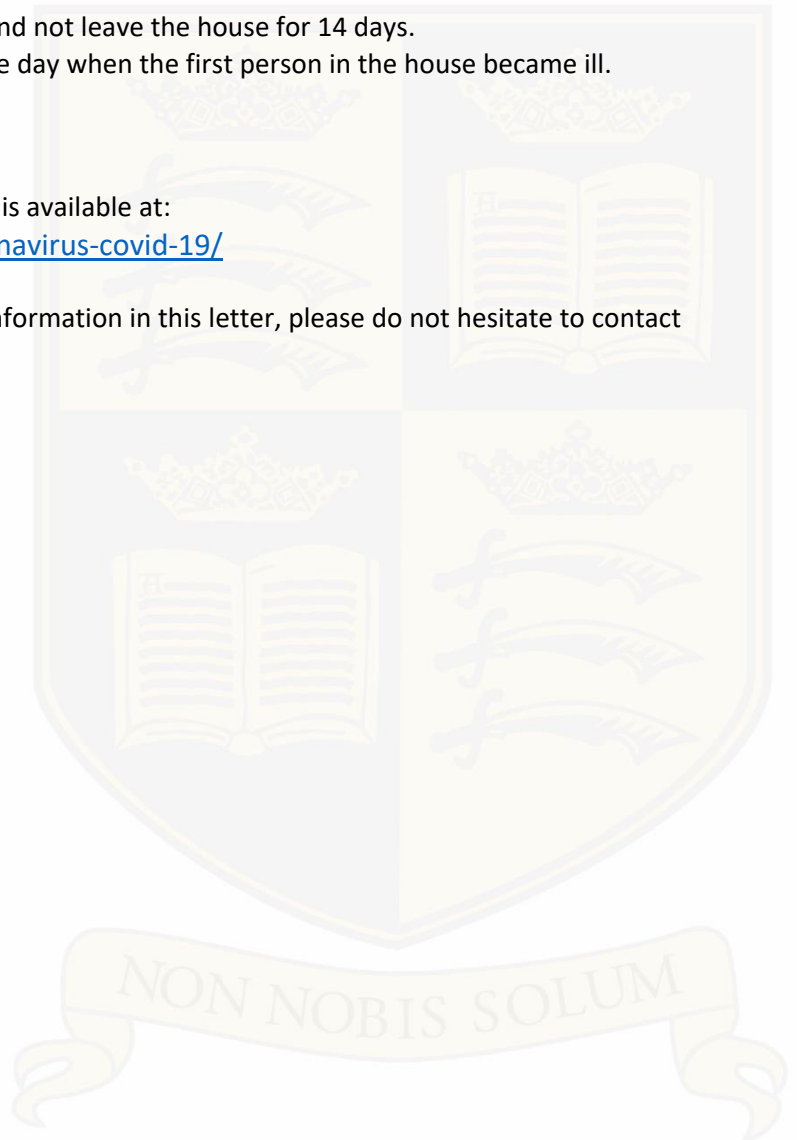 nd not leave the house for 14 days.
e day when the first person in the house became ill.
is available at:
navirus-covid-19/
nformation in this letter, please do not hesitate to contact
NON NOBIS SOLUM